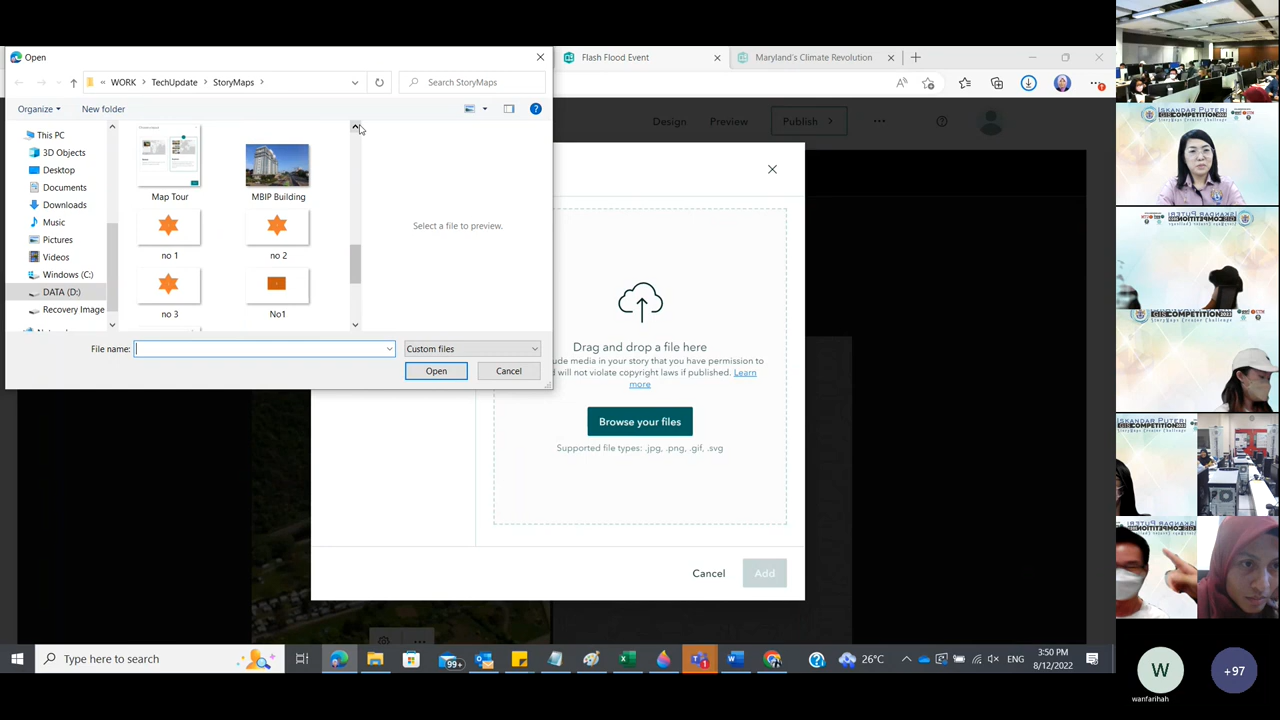 Open
Flash Flood Event
Maryland's Climate Revolution
« WORK > TechUpdate > StoryMaps >
Search StoryMaps
Organize
New folder
Design
Preview
Publish
This PC
3D Objects
Desktop
Documents
Downloads
Music
Pictures
Videos
Windows (C:)
DATA (D:)
Recovery Image
Map Tour
MBIP Building
no 1
no 2
no 3
No1
Select a file to preview.
File name:
Custom files
Open
Cancel
Drag and drop a file here
ude media in your story that you have permission to
d will not violate copyright laws if published. Learn
more
Browse your files
Supported file types: .jpg, .png, .gif, .svg
Cancel
Add
Type here to search
99+
26°C
ENG
3:50 PM
8/12/2022
ISKANDAR PUTERI
COMPETITION
W
wanfarihah
+97